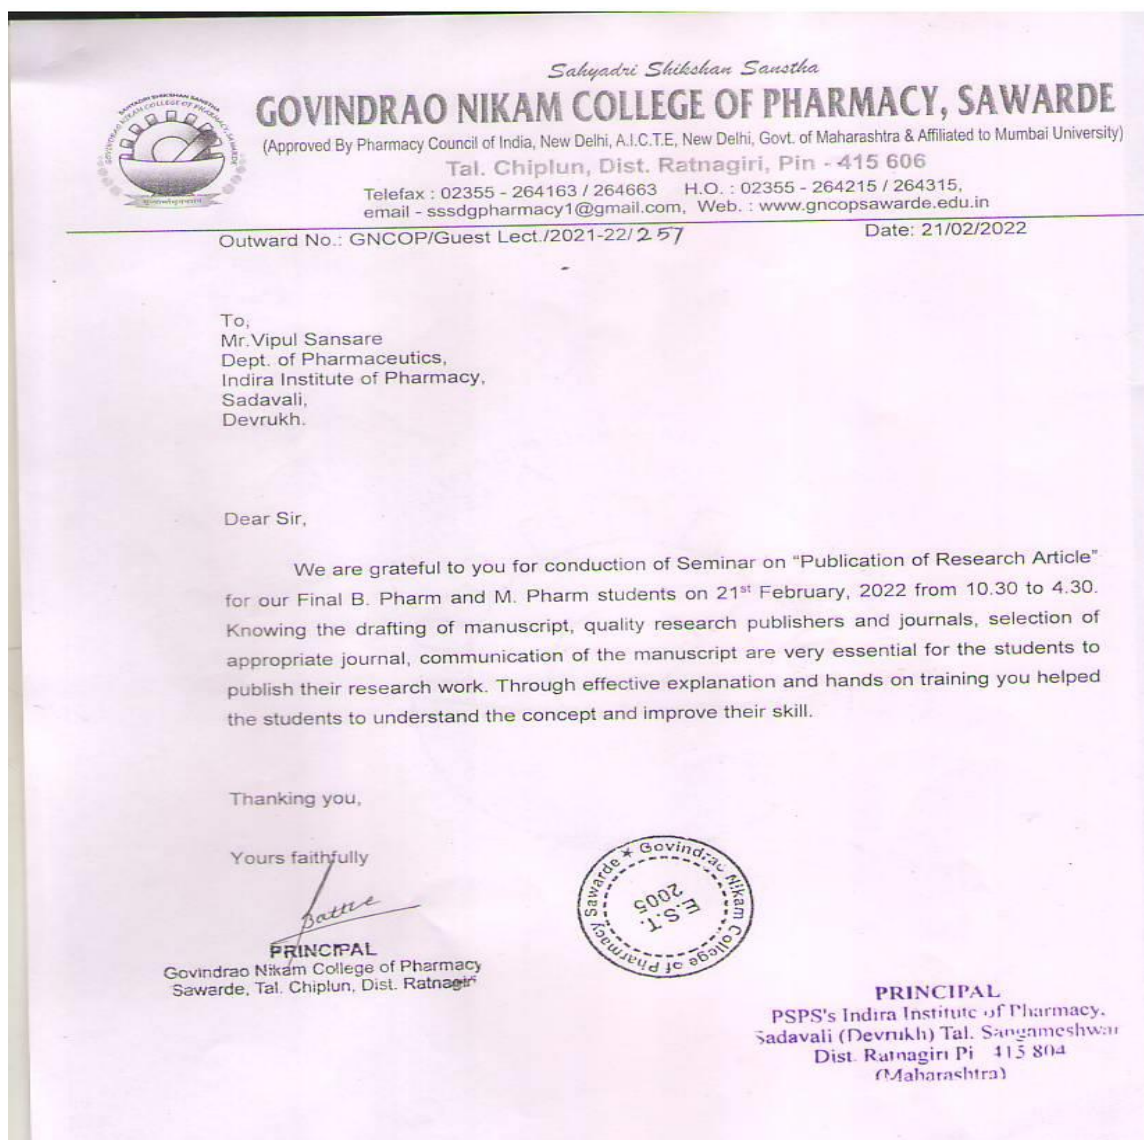 Sahyadri Shikshan Sanstha
GOVINDRAO NIKAM COLLEGE OF PHARMACY, SAWARDE
(Approved By Pharmacy Council of India, New Delhi, A.I.C.T.E, New Delhi, Govt. of Maharashtra & Affiliated to Mumbai University)
Tal. Chiplun, Dist. Ratnagiri, Pin - 415 606
Telefax : 02355 - 264163 / 264663 H.O. : 02355 - 264215 / 264315,
email - sssdgpharmacy1@gmail.com, Web. : www.gncopsawarde.edu.in
Outward No.: GNCOP/Guest Lect./2021-22/257 Date: 21/02/2022
To,
Mr.Vipul Sansare
Dept. of Pharmaceutics,
Indira Institute of Pharmacy,
Sadavali,
Devrukh.
Dear Sir,
We are grateful to you for conduction of Seminar on “Publication of Research Article”
for our Final B. Pharm and M. Pharm students on 21st February, 2022 from 10.30 to 4.30.
Knowing the drafting of manuscript, quality research publishers and journals, selection of
appropriate journal, communication of the manuscript are very essential for the students to
publish their research work. Through effective explanation and hands on training you helped
the students to understand the concept and improve their skill.
Thanking you,
Yours faithfully
PRINCIPAL
Govindrao Nikam College of Pharmacy
Sawarde, Tal. Chiplun, Dist. Ratnagiri
Govindrao Nikam College of Pharmacy Sawarde
E.S.T.
2005
PRINCIPAL
PSPS's Indira Institute of Pharmacy,
Sadavali (Devrukh) Tal. Sangameshwar
Dist. Ratnagiri Pi 415 804
(Maharashtra)